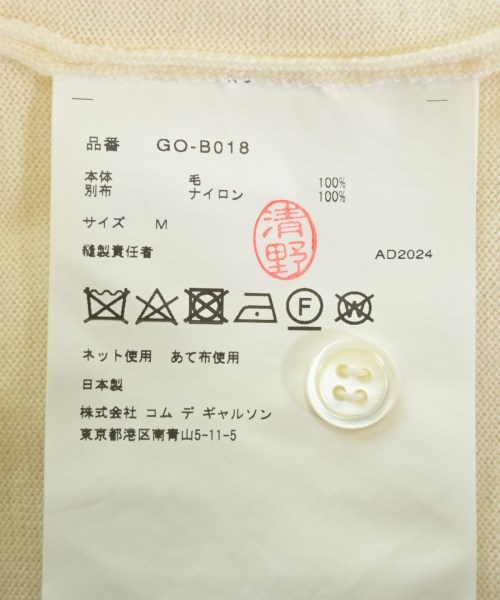 品番 GO-B018
本体 毛 100%
別布 ナイロン 100%
サイズ M
清野
縫製責任者 AD2024
F
W
ネット使用 あて布使用
日本製
株式会社 コム デ ギャルソン
東京都港区南青山5-11-5